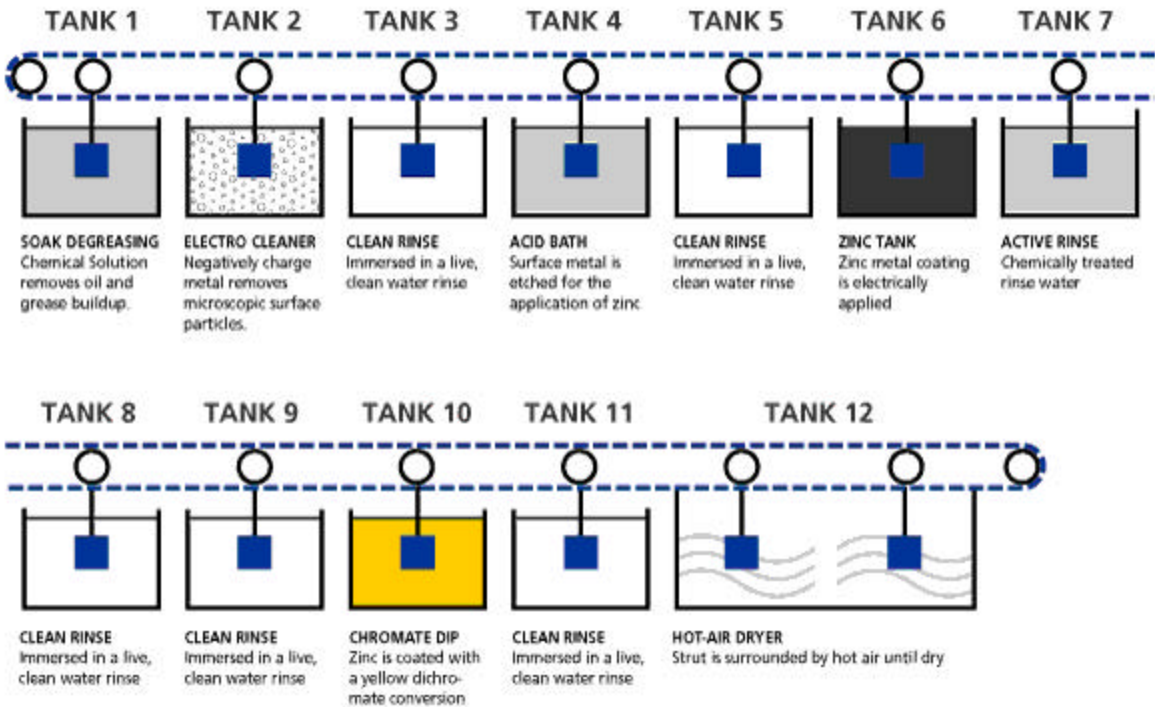 TANK 1
TANK 2
TANK 3
TANK 4
TANK 5
TANK 6
TANK 7
SOAK DEGREASING
Chemical Solution
removes oil and
grease buildup.
ELECTRO CLEANER
Negatively charge
metal removes
microscopic surface
particles.
CLEAN RINSE
Immersed in a live,
clean water rinse
ACID BATH
Surface metal is
etched for the
application of zinc
CLEAN RINSE
Immersed in a live,
clean water rinse
ZINC TANK
Zinc metal coating
is electrically
applied
ACTIVE RINSE
Chemically treated
rinse water
TANK 8
TANK 9
TANK 10
TANK 11
TANK 12
CLEAN RINSE
Immersed in a live,
clean water rinse
CLEAN RINSE
Immersed in a live,
clean water rinse
CHROMATE DIP
Zinc is coated with
a yellow dichro-
mate conversion
CLEAN RINSE
Immersed in a live,
clean water rinse
HOT-AIR DRYER
Strut is surrounded by hot air until dry